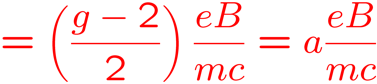 = \left( \frac{g - 2}{2} \right) \frac{eB}{mc} = a \frac{eB}{mc}